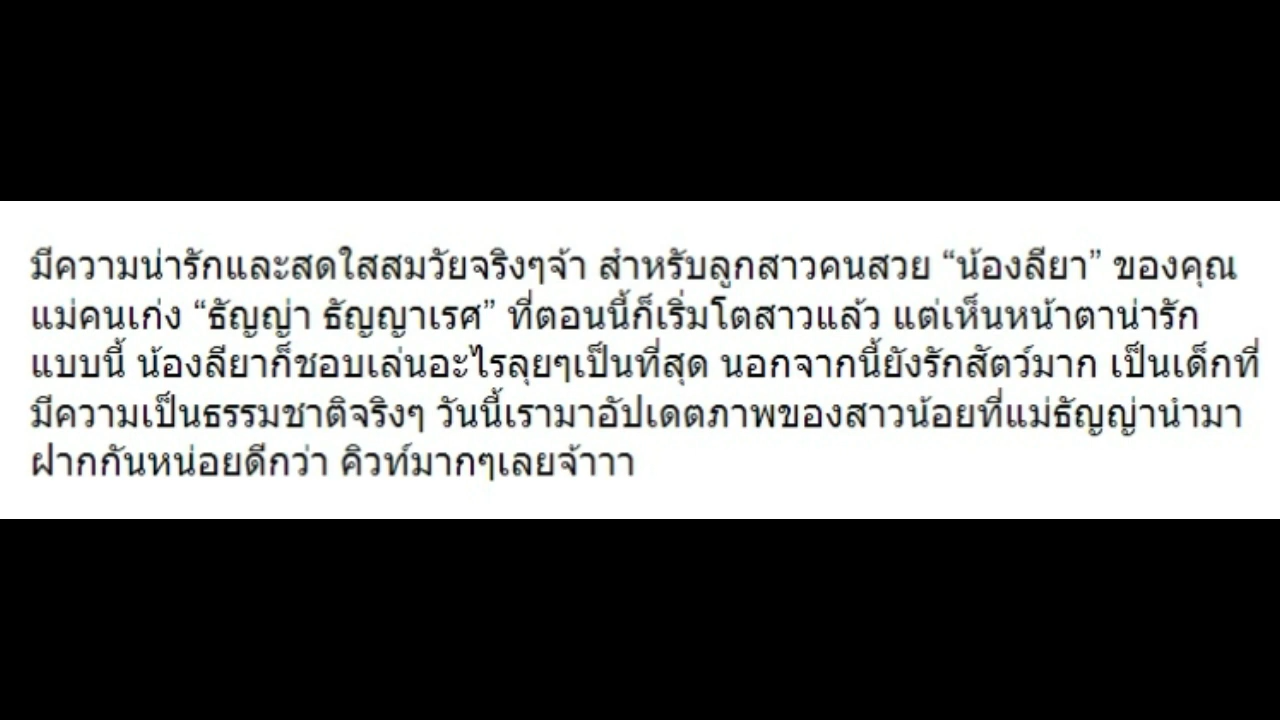 มีความน่ารักและสดใสสมวัยจริงๆจ้า สำหรับลูกสาวคนสวย “น้องลียา” ของคุณ
แม่คนเก่ง “ธัญญ่า ธัญญาเรศ” ที่ตอนนี้ก็เริ่มโตสาวแล้ว แต่เห็นหน้าตาน่ารัก
แบบนี้ น้องลียาก็ชอบเล่นอะไรลุยๆเป็นที่สุด นอกจากนี้ยังรักสัตว์มาก เป็นเด็กที่
มีความเป็นธรรมชาติจริงๆ วันนี้เรามาอัปเดตภาพของสาวน้อยที่แม่ธัญญ่านำมา
ฝากกันหน่อยดีกว่า คิวท์มากๆเลยจ้าาา